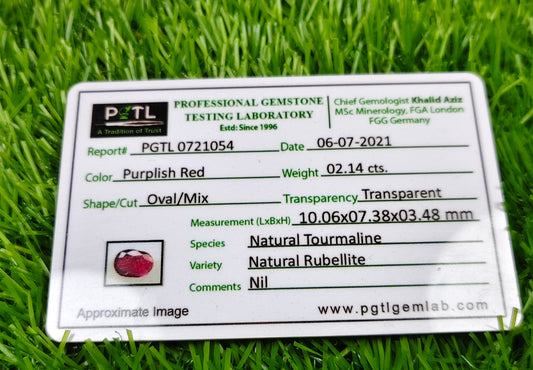 PGTL
A Tradition of Trust
PROFESSIONAL GEMSTONE
TESTING LABORATORY
Estd: Since 1996
Chief Gemologist Khalid Aziz
MSc Minerology, FGA London
FGG Germany
Report# PGTL 0721054 Date 06-07-2021
Color Purplish Red Weight 02.14 cts.
Shape/Cut Oval/Mix Transparency Transparent
Measurement (LxBxH) 10.06x07.38x03.48 mm
Species Natural Tourmaline
Variety Natural Rubellite
Comments Nil
Approximate Image www.pgtlgemlab.com